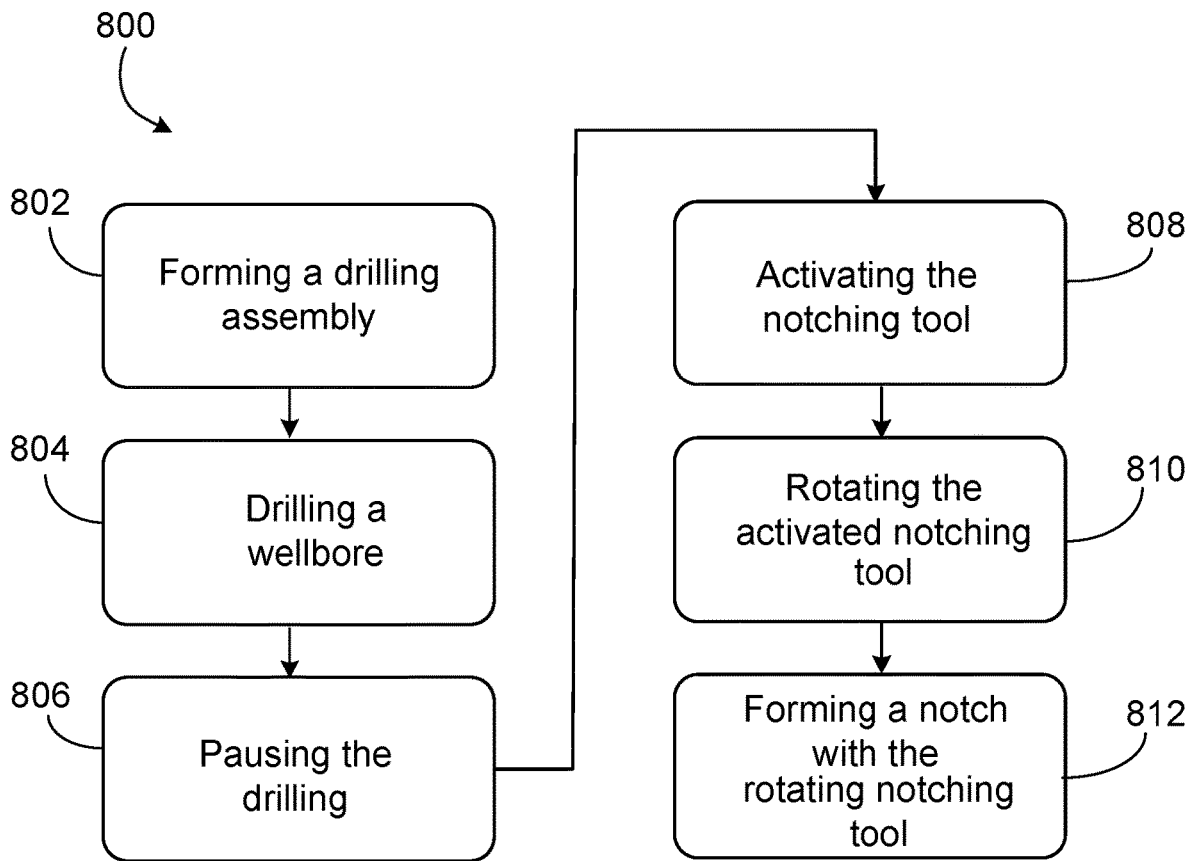 800
802
Forming a drilling
assembly
804
Drilling a
wellbore
806
Pausing the
drilling
808
Activating the
notching tool
810
Rotating the
activated notching
tool
812
Forming a notch
with the
rotating notching
tool